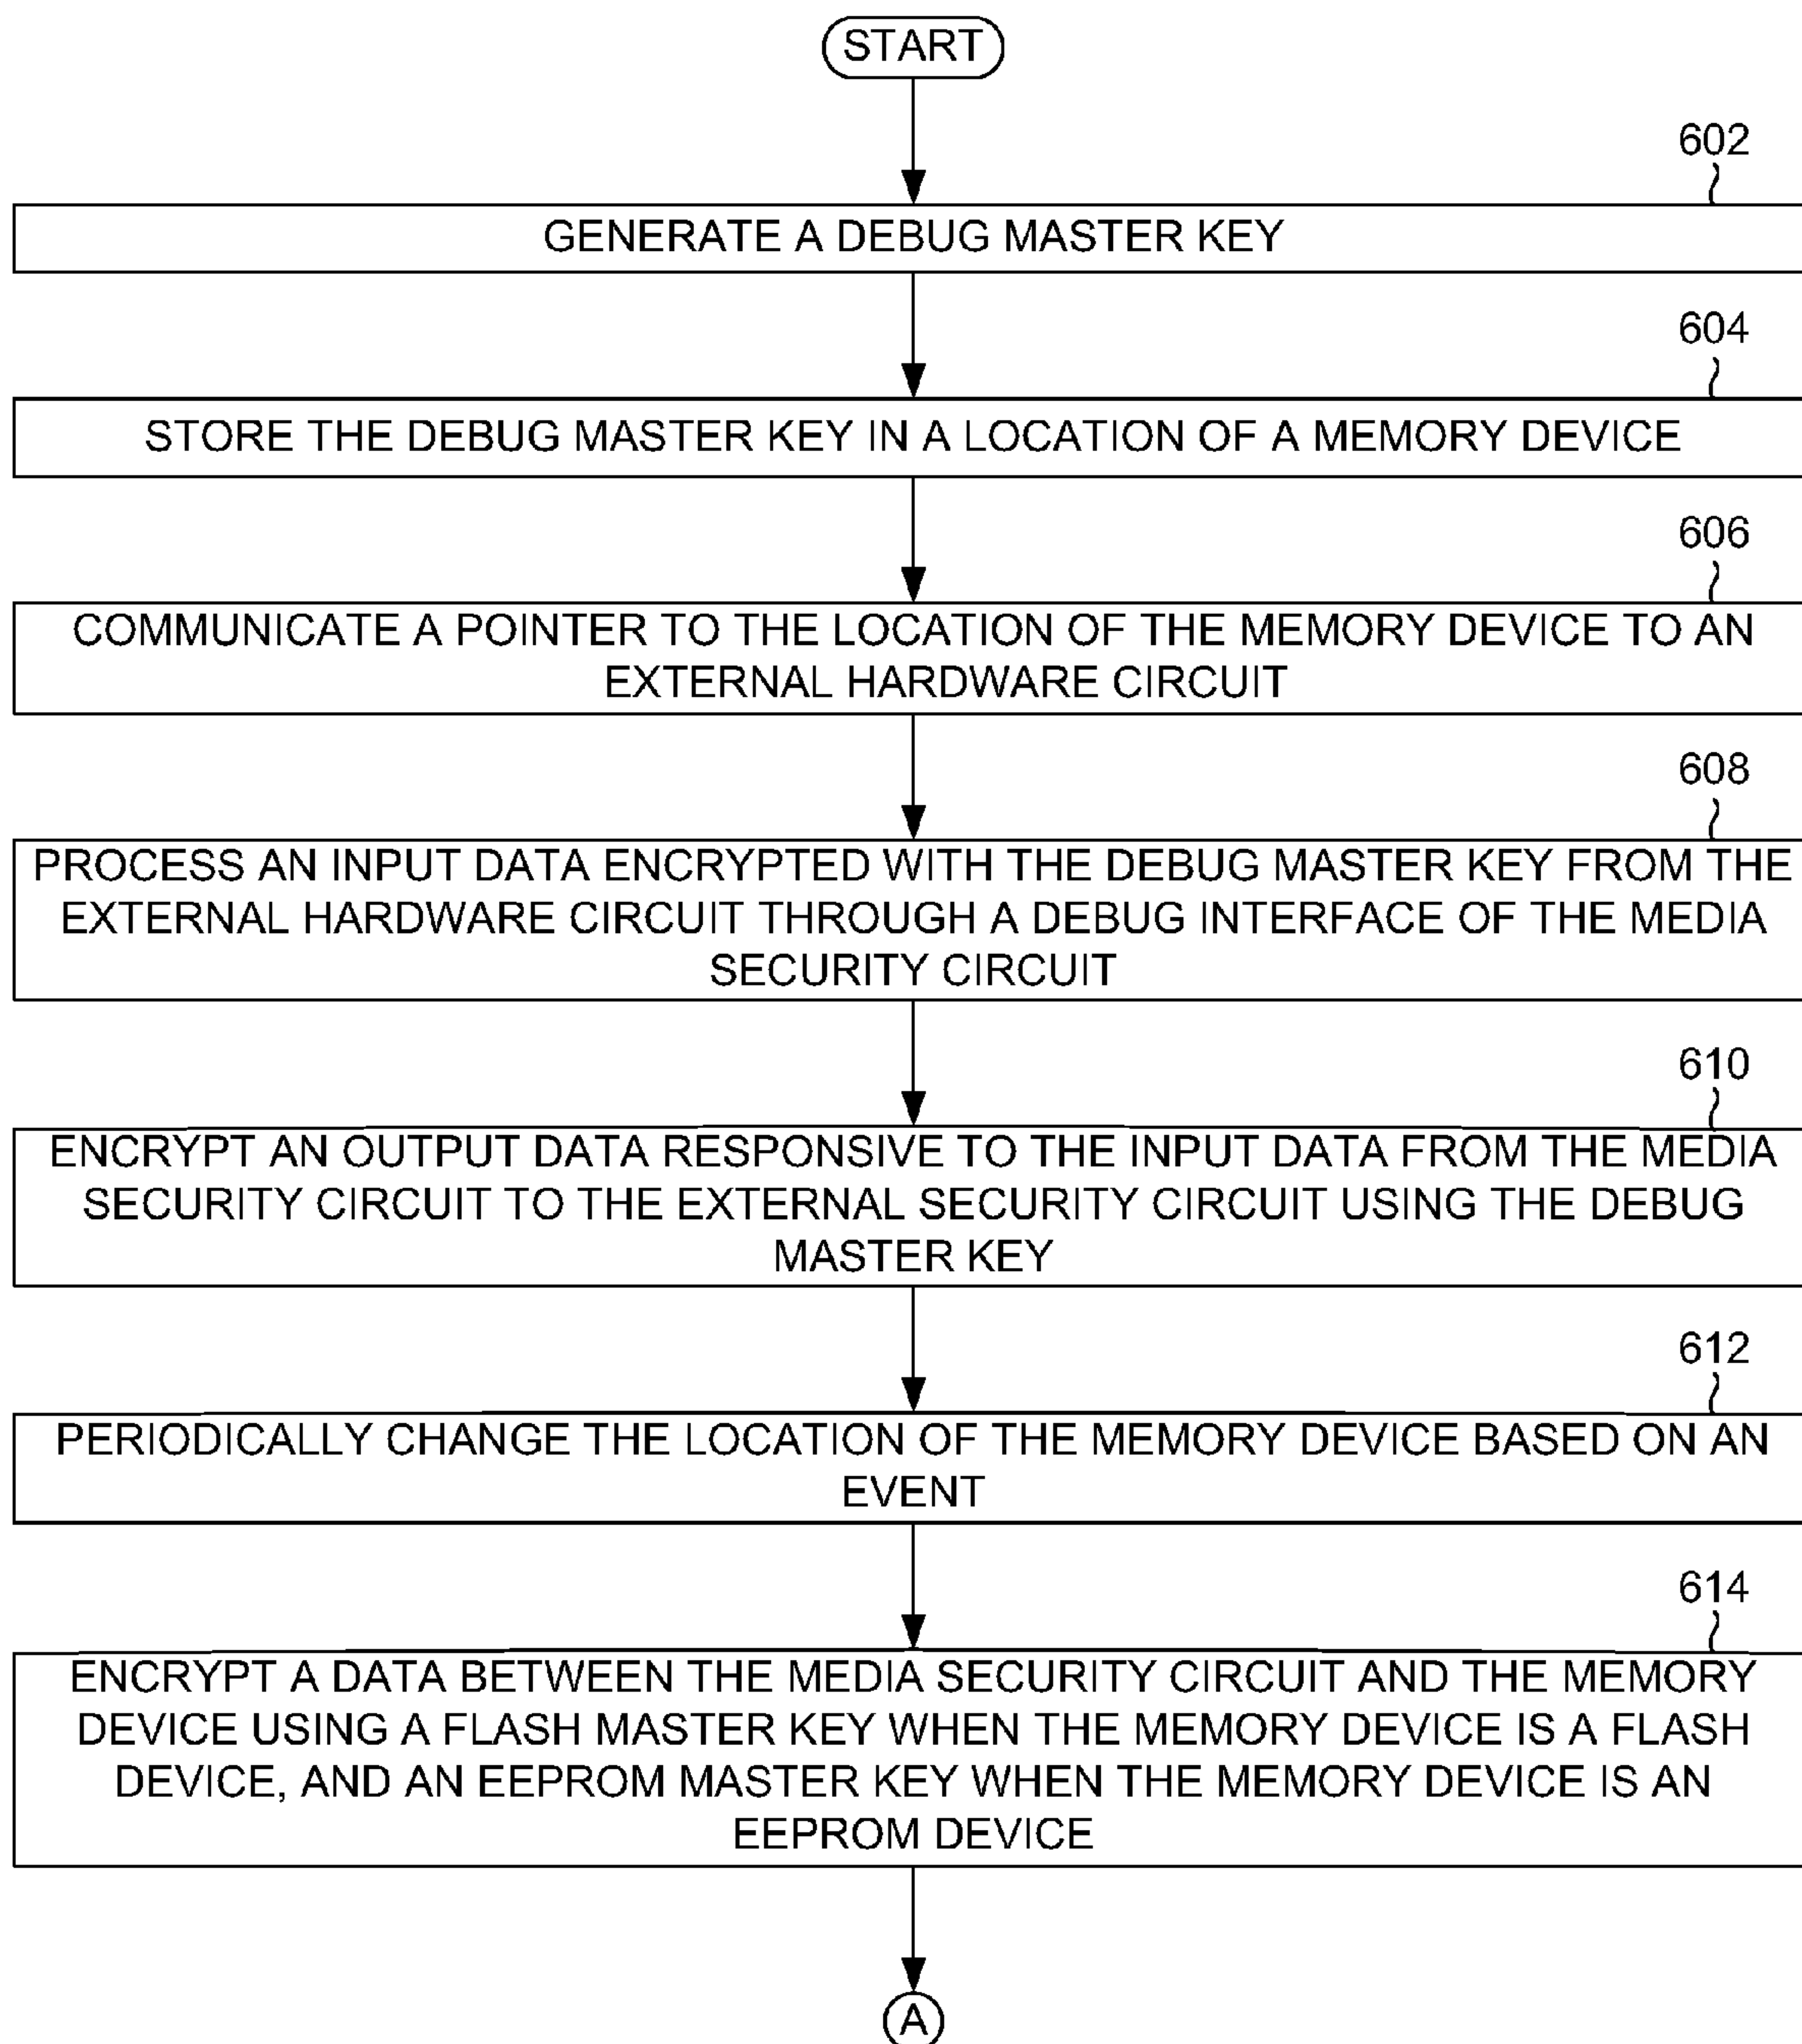 START
602
GENERATE A DEBUG MASTER KEY
604
STORE THE DEBUG MASTER KEY IN A LOCATION OF A MEMORY DEVICE
606
COMMUNICATE A POINTER TO THE LOCATION OF THE MEMORY DEVICE TO AN
EXTERNAL HARDWARE CIRCUIT
608
PROCESS AN INPUT DATA ENCRYPTED WITH THE DEBUG MASTER KEY FROM THE
EXTERNAL HARDWARE CIRCUIT THROUGH A DEBUG INTERFACE OF THE MEDIA
SECURITY CIRCUIT
610
ENCRYPT AN OUTPUT DATA RESPONSIVE TO THE INPUT DATA FROM THE MEDIA
SECURITY CIRCUIT TO THE EXTERNAL SECURITY CIRCUIT USING THE DEBUG
MASTER KEY
612
PERIODICALLY CHANGE THE LOCATION OF THE MEMORY DEVICE BASED ON AN
EVENT
614
ENCRYPT A DATA BETWEEN THE MEDIA SECURITY CIRCUIT AND THE MEMORY
DEVICE USING A FLASH MASTER KEY WHEN THE MEMORY DEVICE IS A FLASH
DEVICE, AND AN EEPROM MASTER KEY WHEN THE MEMORY DEVICE IS AN
EEPROM DEVICE
A